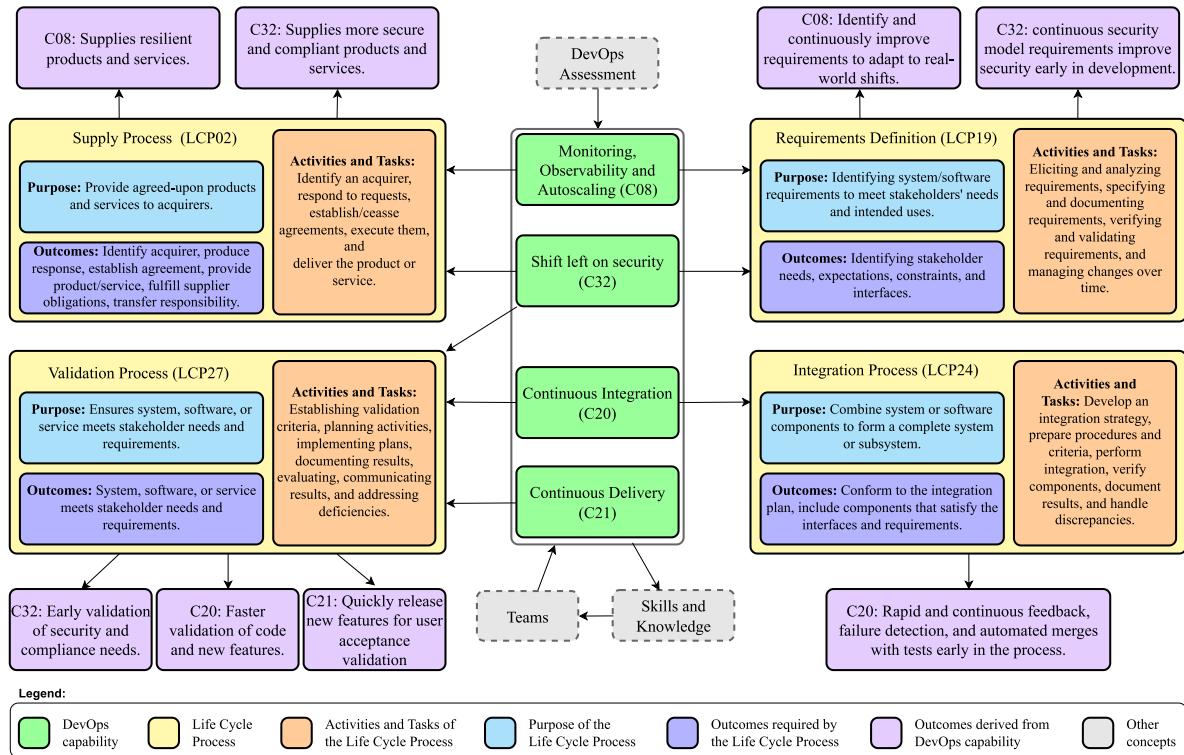 C08: Supplies resilient
products and services.
C32: Supplies more secure
and compliant products and
services.
DevOps
Assessment
C08: Identify and
continuously improve
requirements to adapt to real-
world shifts.
C32: continuous security
model requirements improve
security early in development.
Supply Process (LCP02)
Purpose: Provide agreed-upon products
and services to acquirers.
Outcomes: Identify acquirer, produce
response, establish agreement, provide
product/service, fulfill supplier
obligations, transfer responsibility.
Activities and Tasks:
Identify an acquirer,
respond to requests,
establish/ceasse
agreements, execute them,
and
deliver the product or
service.
Monitoring,
Observability and
Autoscaling (C08)
Shift left on security
(C32)
Continuous Integration
(C20)
Continuous Delivery
(C21)
Requirements Definition (LCP19)
Purpose: Identifying system/software
requirements to meet stakeholders' needs
and intended uses.
Outcomes: Identifying stakeholder
needs, expectations, constraints, and
interfaces.
Activities and Tasks:
Eliciting and analyzing
requirements, specifying
and documenting
requirements, verifying
and validating
requirements, and
managing changes over
time.
Validation Process (LCP27)
Purpose: Ensures system, software, or
service meets stakeholder needs and
requirements.
Outcomes: System, software, or service
meets stakeholder needs and
requirements.
Activities and Tasks:
Establishing validation
criteria, planning activities,
implementing plans,
documenting results,
evaluating, communicating
results, and addressing
deficiencies.
Integration Process (LCP24)
Purpose: Combine system or software
components to form a complete system
or subsystem.
Outcomes: Conform to the integration
plan, include components that satisfy the
interfaces and requirements.
Activities and
Tasks: Develop an
integration strategy,
prepare procedures and
criteria, perform
integration, verify
components, document
results, and handle
discrepancies.
C32: Early validation
of security and
compliance needs.
C20: Faster
validation of code
and new features.
C21: Quickly release
new features for user
acceptance
validation
Teams
Skills and
Knowledge
C20: Rapid and continuous feedback,
failure detection, and automated merges
with tests early in the process.
Legend:
DevOps
capability
Life Cycle
Process
Activities and Tasks of
the Life Cycle Process
Purpose of the
Life Cycle Process
Outcomes required by
the Life Cycle Process
Outcomes derived from
DevOps capability
Other
concepts